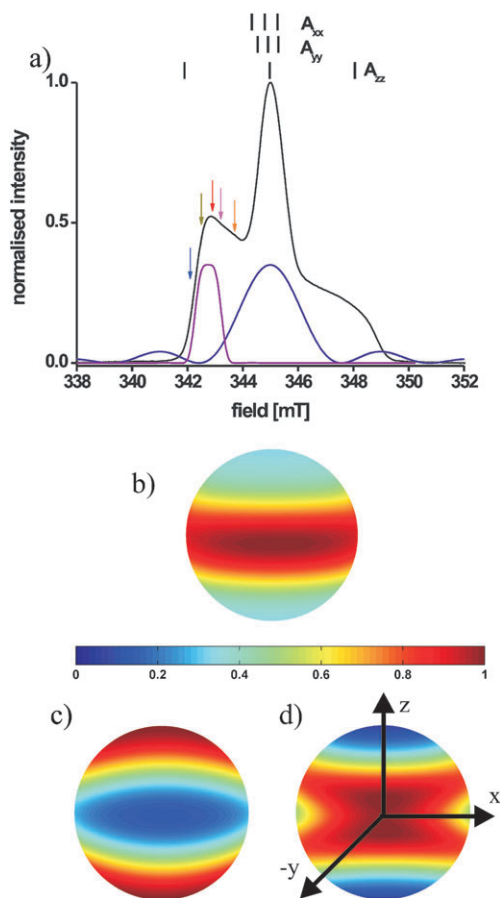 A_xx
A_yy
a)
A_zz
1.0
0.5
0.0
normalised intensity
338 340 342 344 346 348 350 352
field [mT]
b)
0 0.2 0.4 0.6 0.8 1
c)
d)
z
x
-y